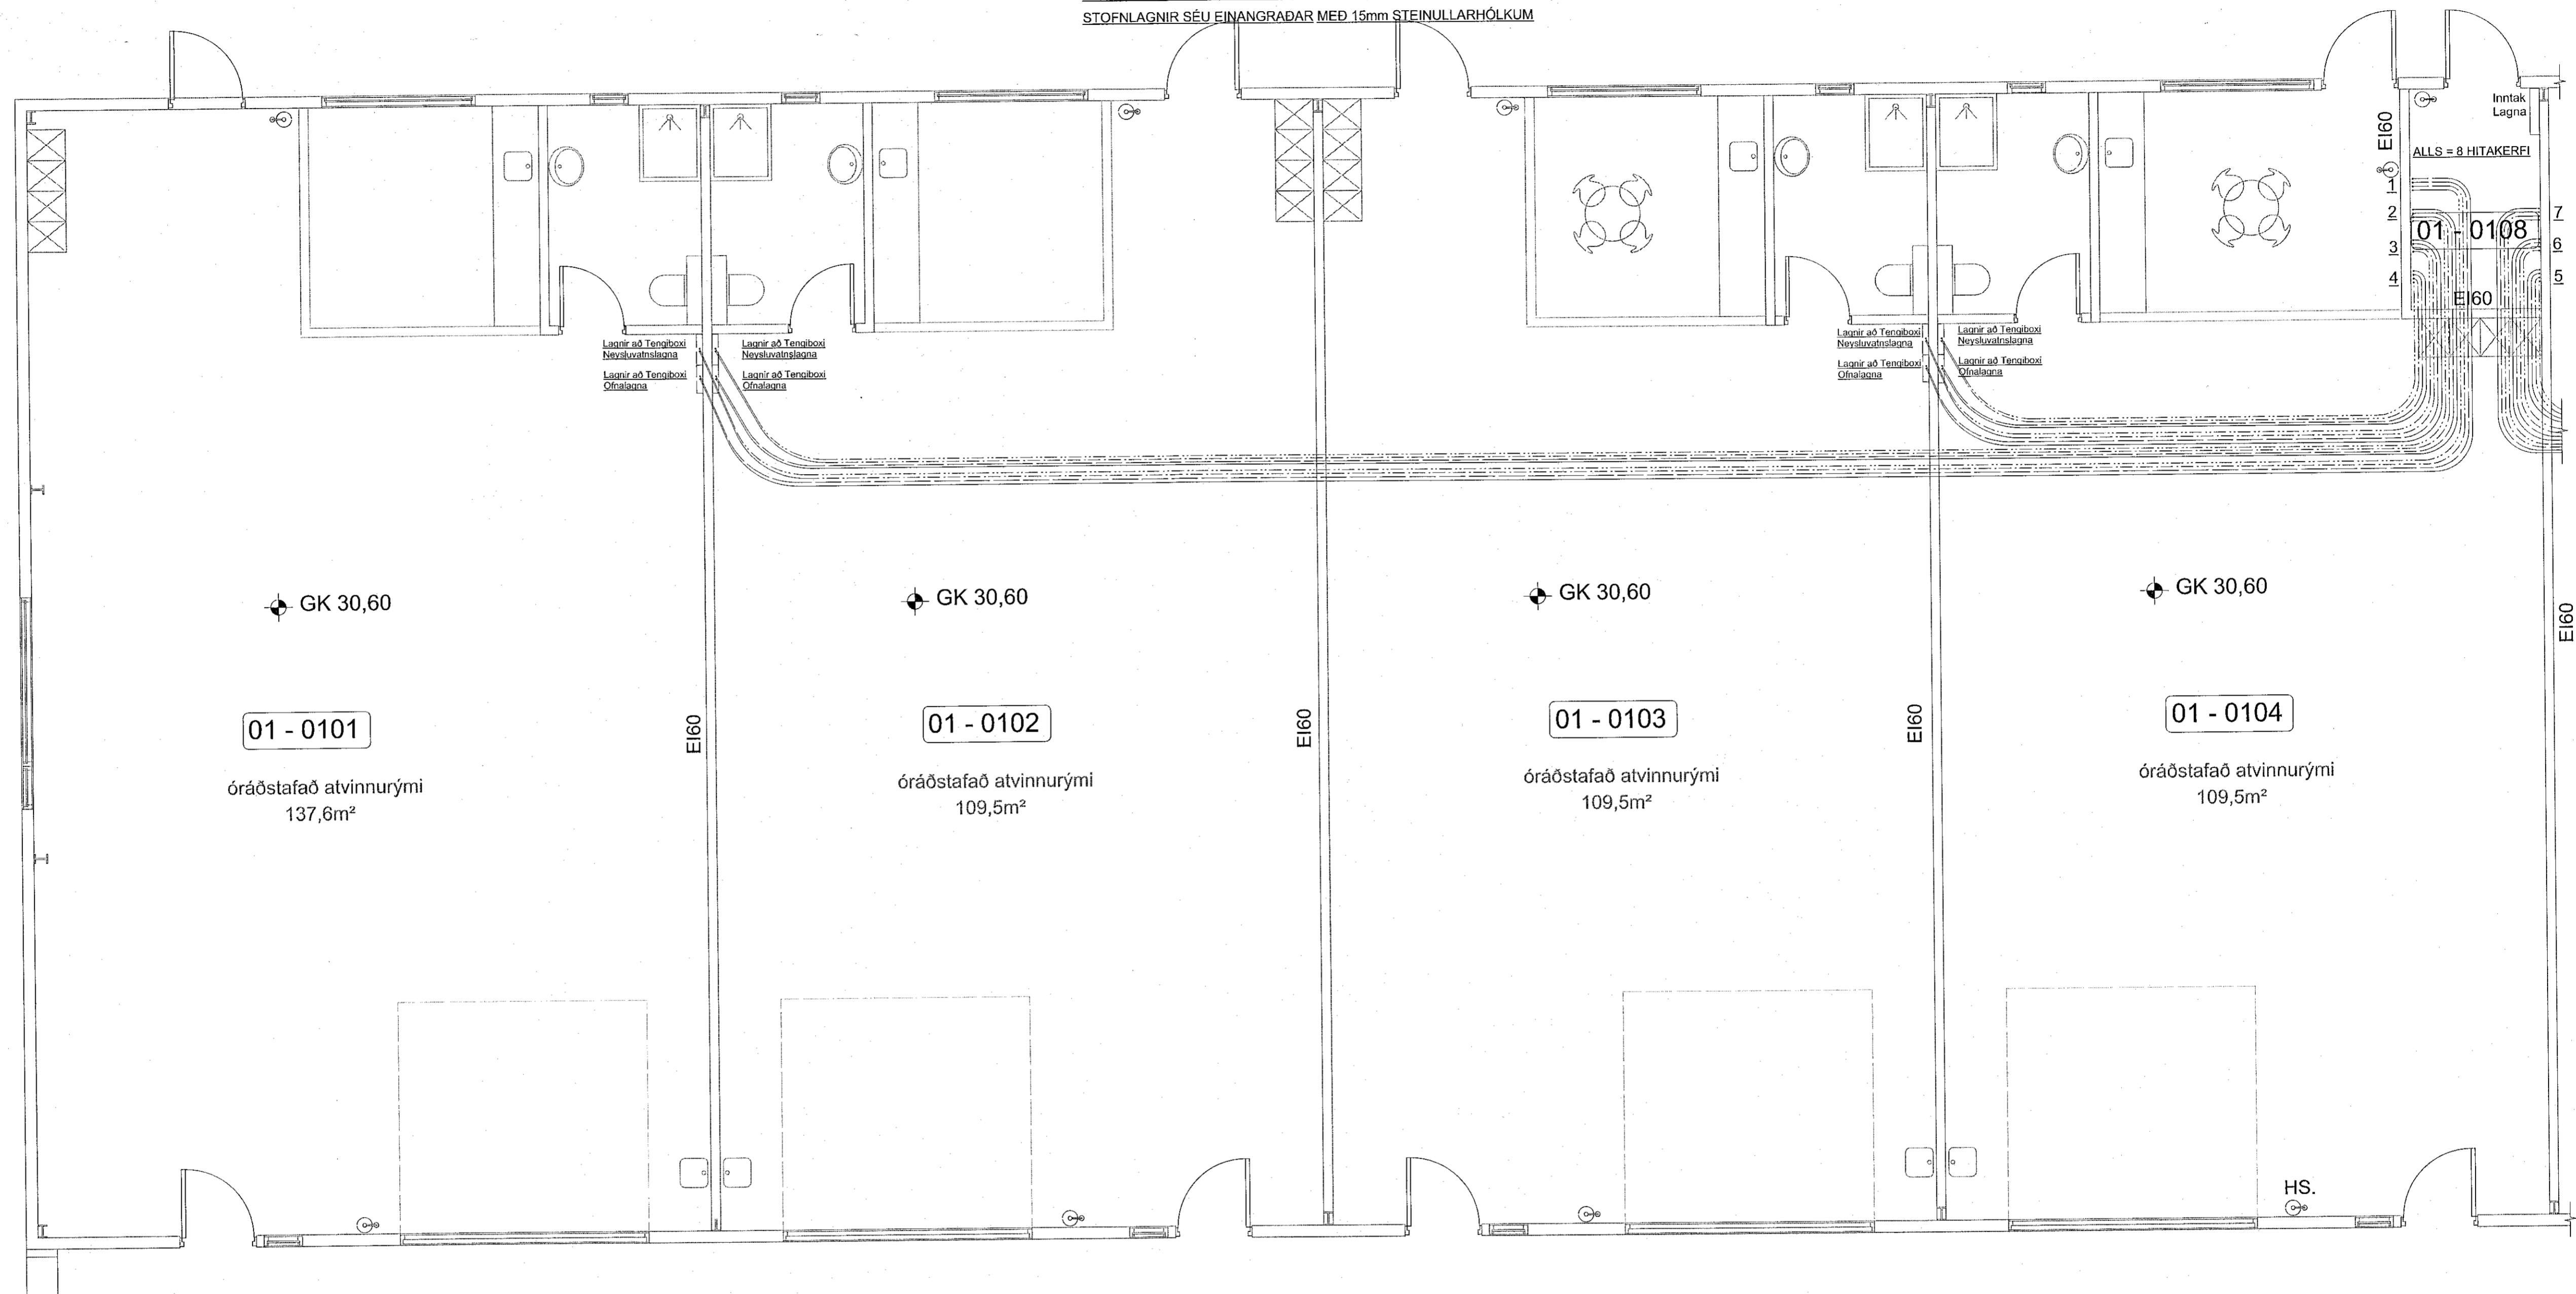 STOFNLAGNIR SÉU EINANGRAÐAR MEÐ 15mm STEINULLARHÓLKUM
Inntak
Lagna
EI60
ALLS = 8 HITAKERFI
1
2
3
4
7
6
5
01 - 0108
EI60
Lagnir að Tengiboxi
Neysluvatnslagna
Lagnir að Tengiboxi
Ofnalagna
Lagnir að Tengiboxi
Neysluvatnslagna
Lagnir að Tengiboxi
Ofnalagna
Lagnir að Tengiboxi
Neysluvatnslagna
Lagnir að Tengiboxi
Ofnalagna
Lagnir að Tengiboxi
Neysluvatnslagna
Lagnir að Tengiboxi
Ofnalagna
GK 30,60
GK 30,60
GK 30,60
GK 30,60
EI60
EI60
EI60
EI60
01 - 0101
óráðstafað atvinnurými
137,6m²
01 - 0102
óráðstafað atvinnurými
109,5m²
01 - 0103
óráðstafað atvinnurými
109,5m²
01 - 0104
óráðstafað atvinnurými
109,5m²
HS.